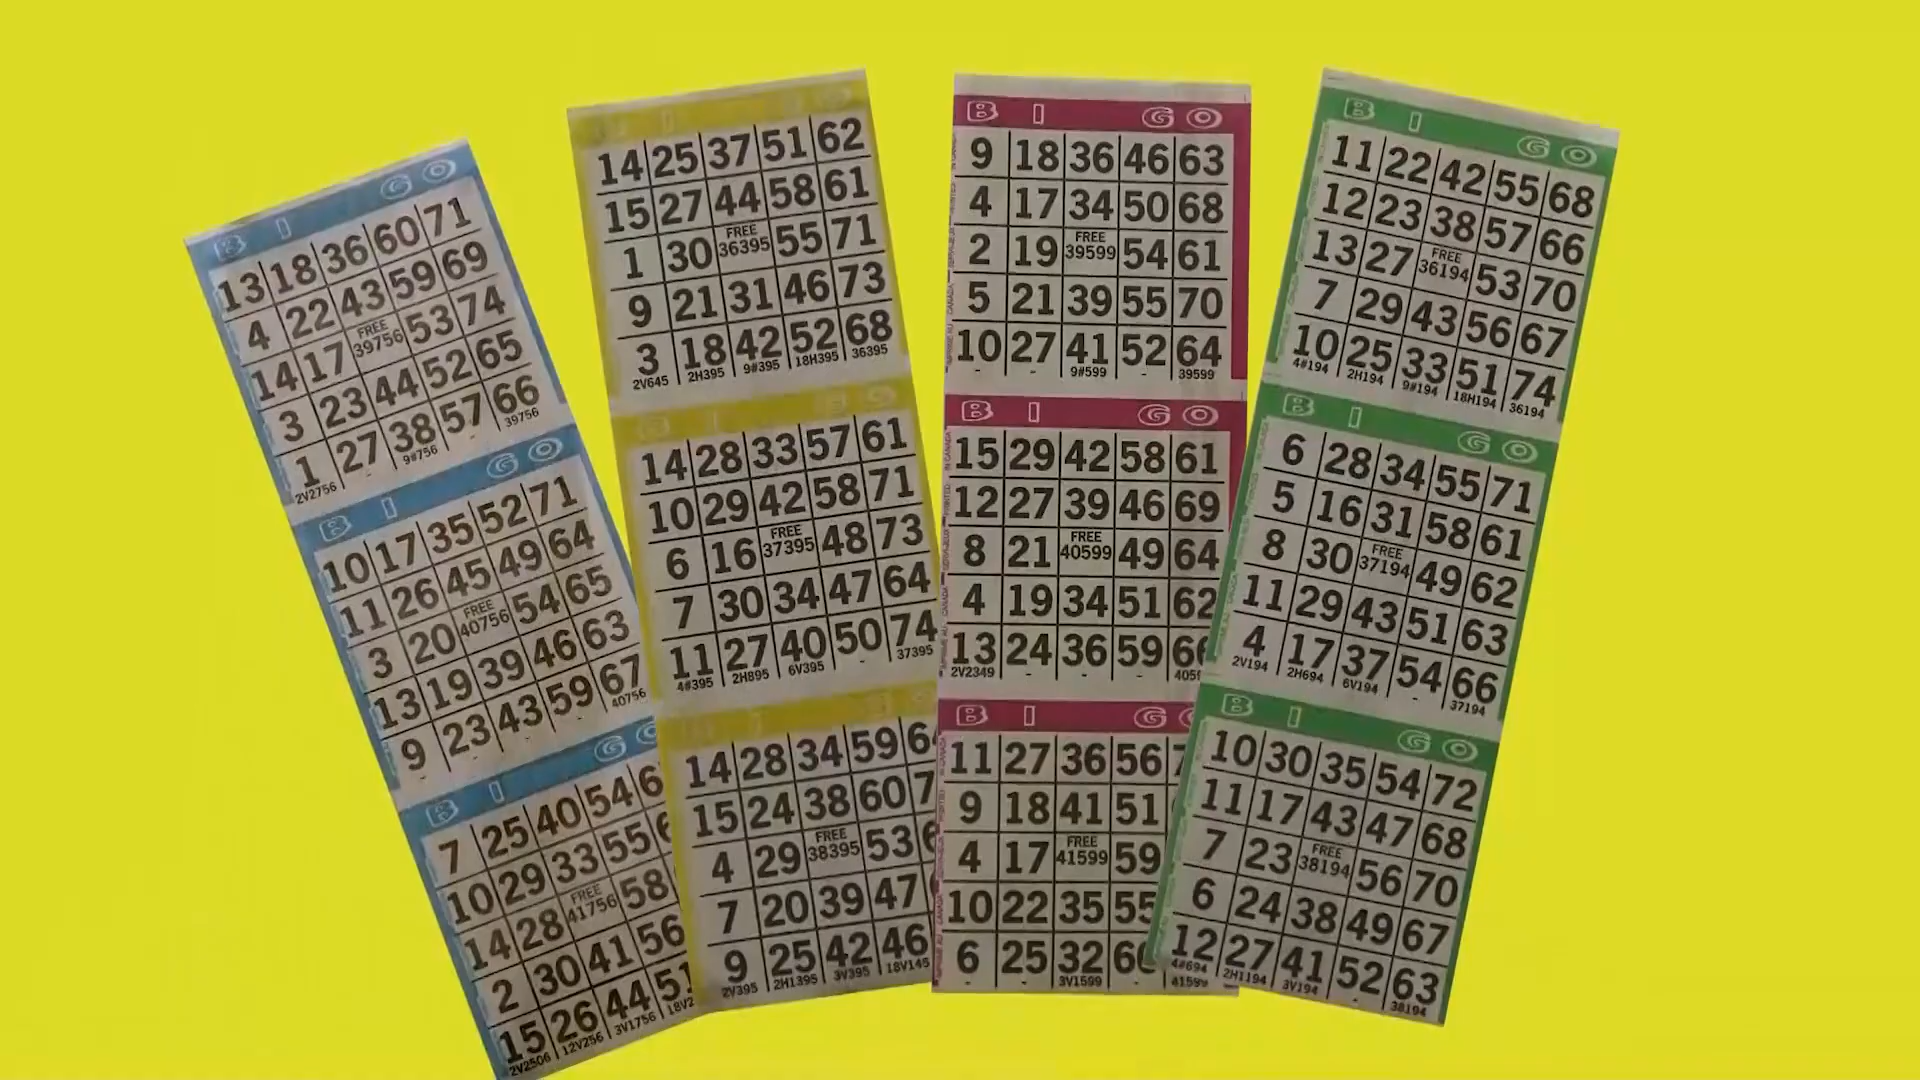 B I G O
13 18 36 60 71
4 22 43 59 69
14 17 FREE 39756 53 74
3 23 44 52 65
1 27 38 57 66
2V2756 - 9#756 - 39756
B I G O
10 17 35 52 71
11 26 45 49 64
3 20 FREE 40756 54 65
13 19 39 46 63
9 23 43 59 67
- - - - 40756
B I G O
7 25 40 54
10 29 33 55
14 28 FREE 41756 58
2 30 41 56
15 26 44 51
2V2506 12V256 3V1756
B I G O
14 25 37 51 62
15 27 44 58 61
1 30 FREE 36395 55 71
9 21 31 46 73
3 18 42 52 68
2V645 2H395 9#395 18H395 36395
B I G O
14 28 33 57 61
10 29 42 58 71
6 16 FREE 37395 48 73
7 30 34 47 64
11 27 40 50 74
4#395 2H895 6V395 - 37395
14 28 34 59
15 24 38 60
4 29 FREE 38395 53
7 20 39 47
9 25 42 46
2V395 2H1395 3V395 18V145
B I G O
9 18 36 46 63
4 17 34 50 68
2 19 FREE 39599 54 61
5 21 39 55 70
10 27 41 52 64
- - 9#599 - 39599
B I G O
15 29 42 58 61
12 27 39 46 69
8 21 FREE 40599 49 64
4 19 34 51 62
13 24 36 59
2V2349 - - -
B I G
11 27 36 56
9 18 41 51
4 17 FREE 41599 59
10 22 35 55
6 25 32 60
- - 3V1599 - 41599
B I G O
11 22 42 55 68
12 23 38 57 66
13 27 FREE 36194 53 70
7 29 43 56 67
10 25 33 51 74
4#194 2H194 9#194 18H194 36194
B I G O
6 28 34 55 71
5 16 31 58 61
8 30 FREE 37194 49 62
11 29 43 51 63
4 17 37 54 66
2V194 2H694 6V194 - 37194
B I G O
10 30 35 54 72
11 17 43 47 68
7 23 FREE 38194 56 70
6 24 38 49 67
12 27 41 52 63
4#694 2H1194 3V194 - 38194